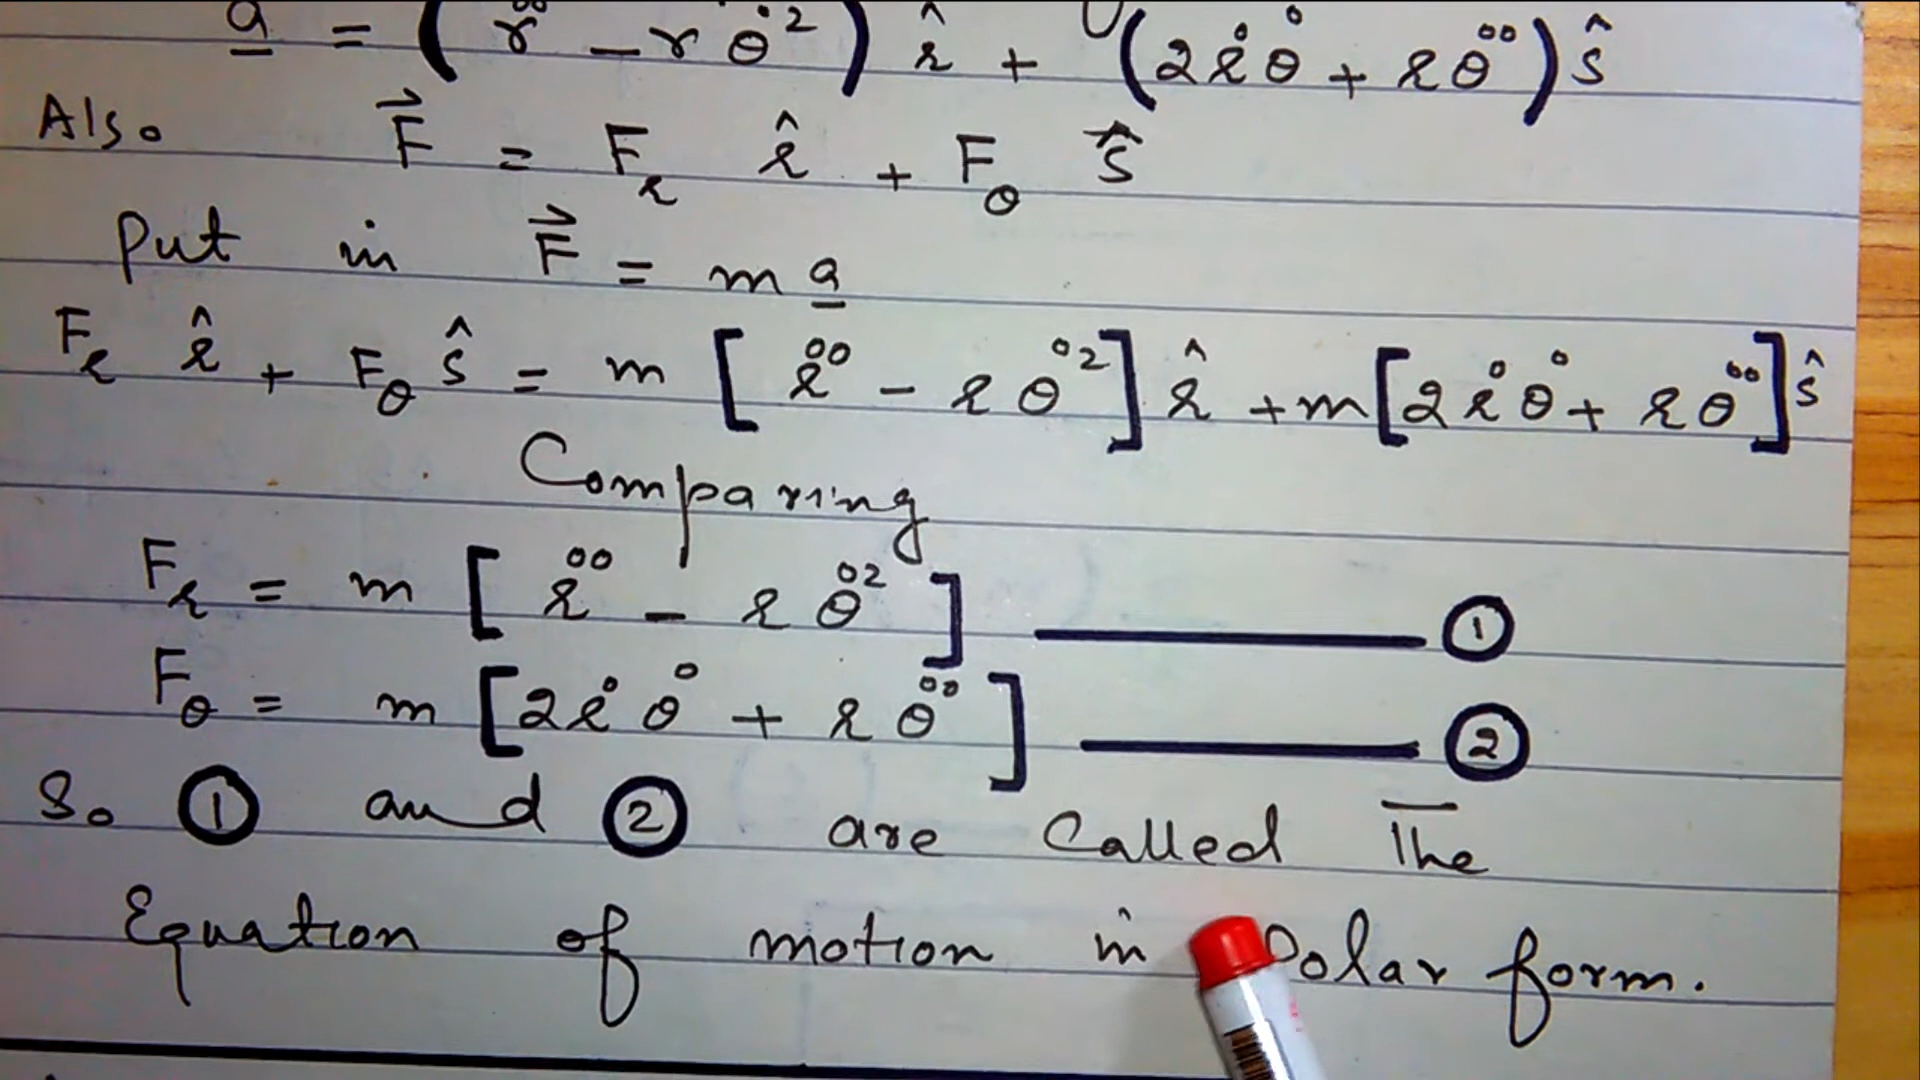 a = (r̈ - rθ̇²) r̂ + (2ṙθ̇ + rθ̈) ŝ
Also F⃗ = Fr r̂ + Fθ ŝ
Put in F⃗ = m a
Fr r̂ + Fθ ŝ = m [r̈ - rθ̇²] r̂ + m [2ṙθ̇ + rθ̈] ŝ
Comparing
Fr = m [r̈ - rθ̇²] ——— ①
Fθ = m [2ṙθ̇ + rθ̈] ——— ②
So ① and ② are called The
Equation of motion in Polar form.